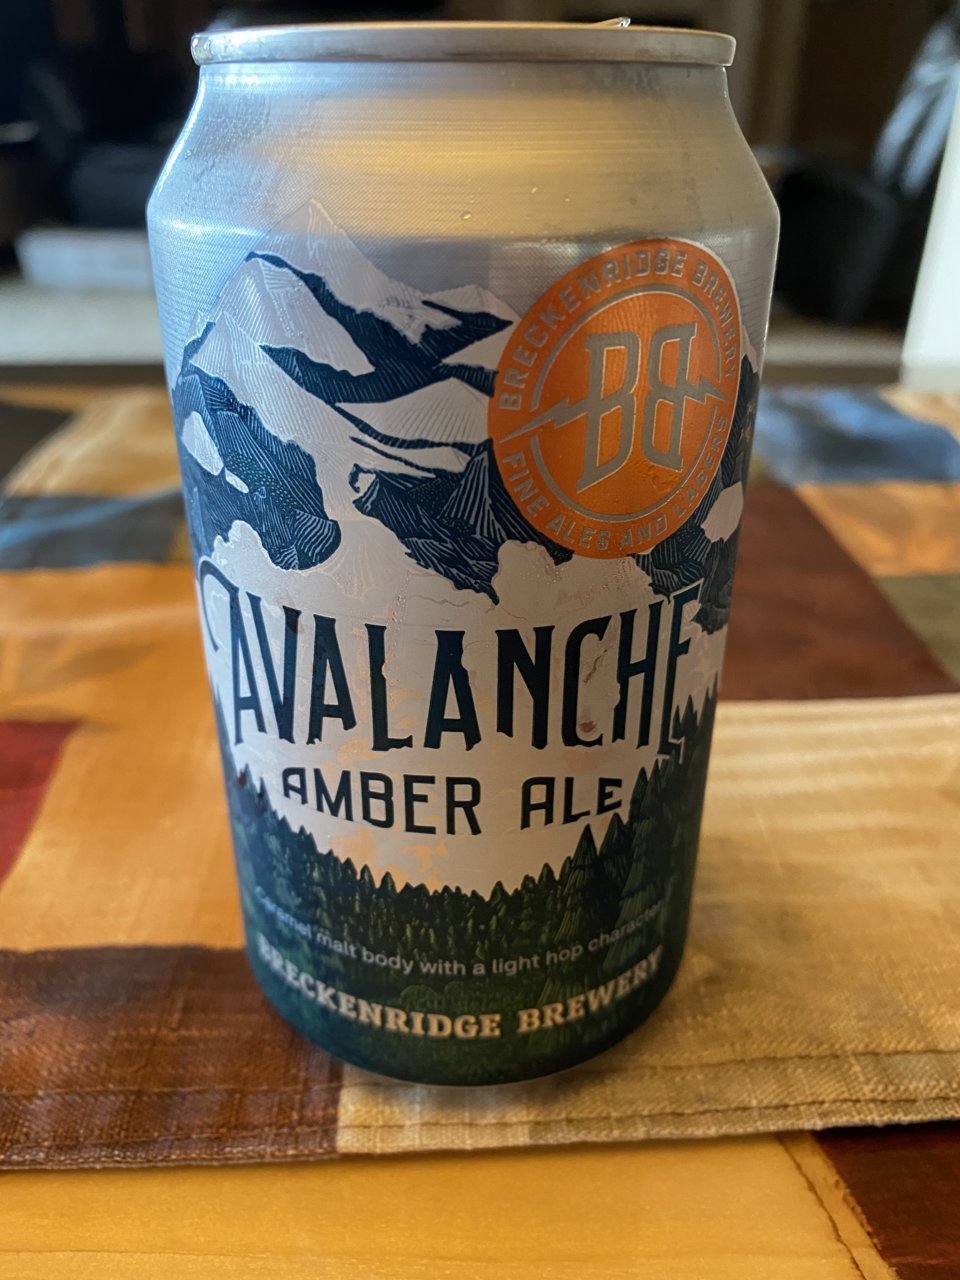 BRECKENRIDGE BREWERY
BB
FINE ALES AND LAGERS
AVALANCHE
AMBER ALE
caramel malt body with a light hop character
BRECKENRIDGE BREWERY